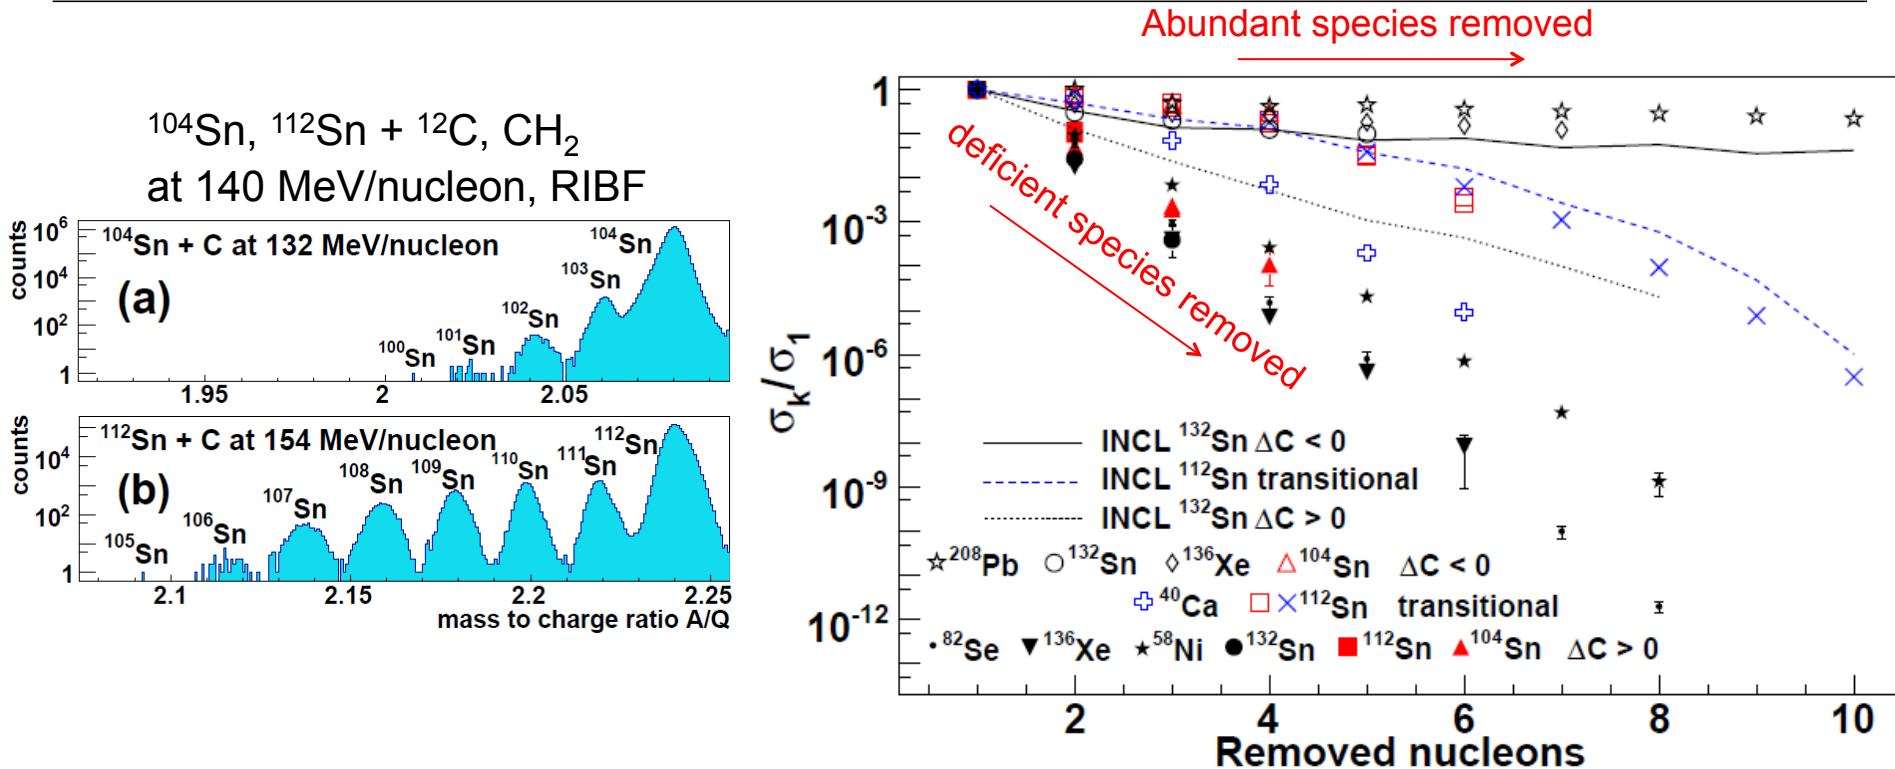 Abundant species removed
¹⁰⁴Sn, ¹¹²Sn + ¹²C, CH₂
at 140 MeV/nucleon, RIBF
counts
10⁶
10⁴
10²
1
¹⁰⁴Sn + C at 132 MeV/nucleon
(a)
¹⁰⁰Sn
¹⁰¹Sn
¹⁰²Sn
¹⁰³Sn
¹⁰⁴Sn
1.95 2 2.05
counts
10⁴
10²
1
¹¹²Sn + C at 154 MeV/nucleon
(b)
¹⁰⁵Sn
¹⁰⁶Sn
¹⁰⁷Sn
¹⁰⁸Sn
¹⁰⁹Sn
¹¹⁰Sn
¹¹¹Sn
¹¹²Sn
2.1 2.15 2.2 2.25
mass to charge ratio A/Q
σₖ/σ₁
1
10⁻³
10⁻⁶
10⁻⁹
10⁻¹²
deficient species removed
INCL ¹³²Sn ΔC < 0
INCL ¹¹²Sn transitional
INCL ¹³²Sn ΔC > 0
²⁰⁸Pb ¹³²Sn ¹³⁶Xe ¹⁰⁴Sn ΔC < 0
⁴⁰Ca ¹¹²Sn transitional
⁸²Se ¹³⁶Xe ⁵⁸Ni ¹³²Sn ¹¹²Sn ¹⁰⁴Sn ΔC > 0
2 4 6 8 10
Removed nucleons